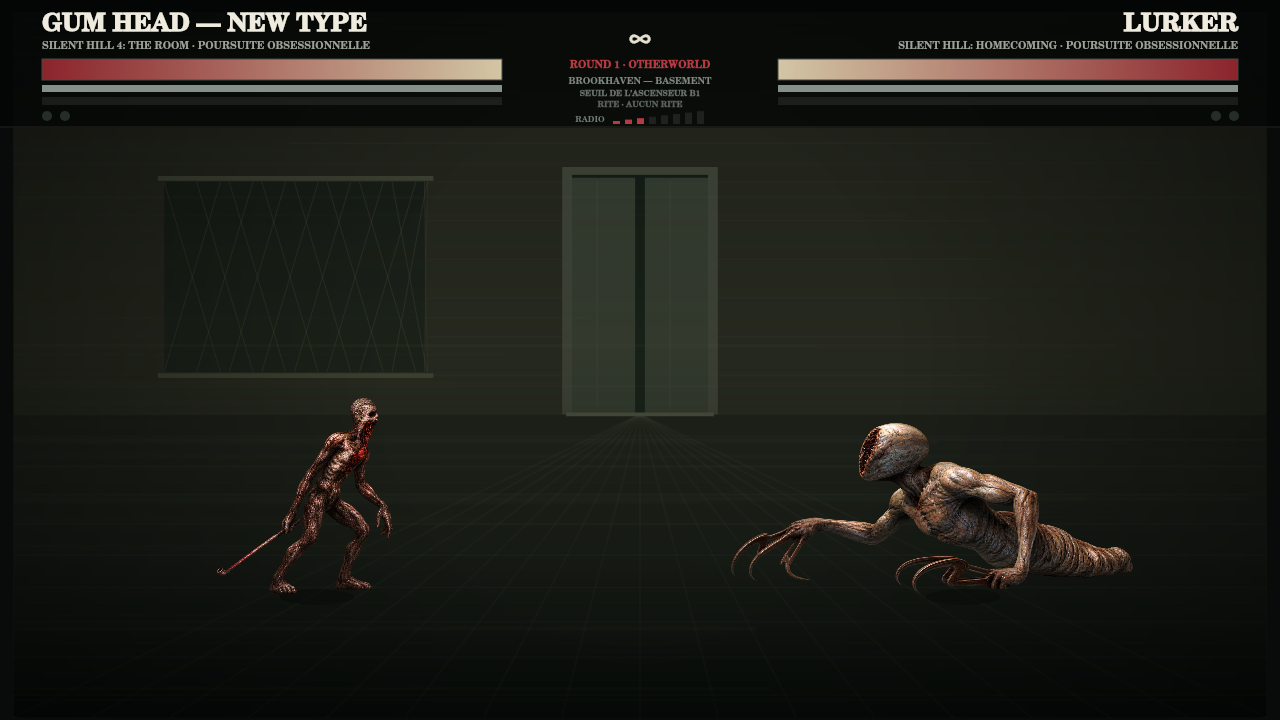 GUM HEAD — NEW TYPE
SILENT HILL 4: THE ROOM · POURSUITE OBSESSIONNELLE
∞
ROUND 1 · OTHERWORLD
BROOKHAVEN — BASEMENT
SEUIL DE L'ASCENSEUR B1
RITE · AUCUN RITE
RADIO
LURKER
SILENT HILL: HOMECOMING · POURSUITE OBSESSIONNELLE